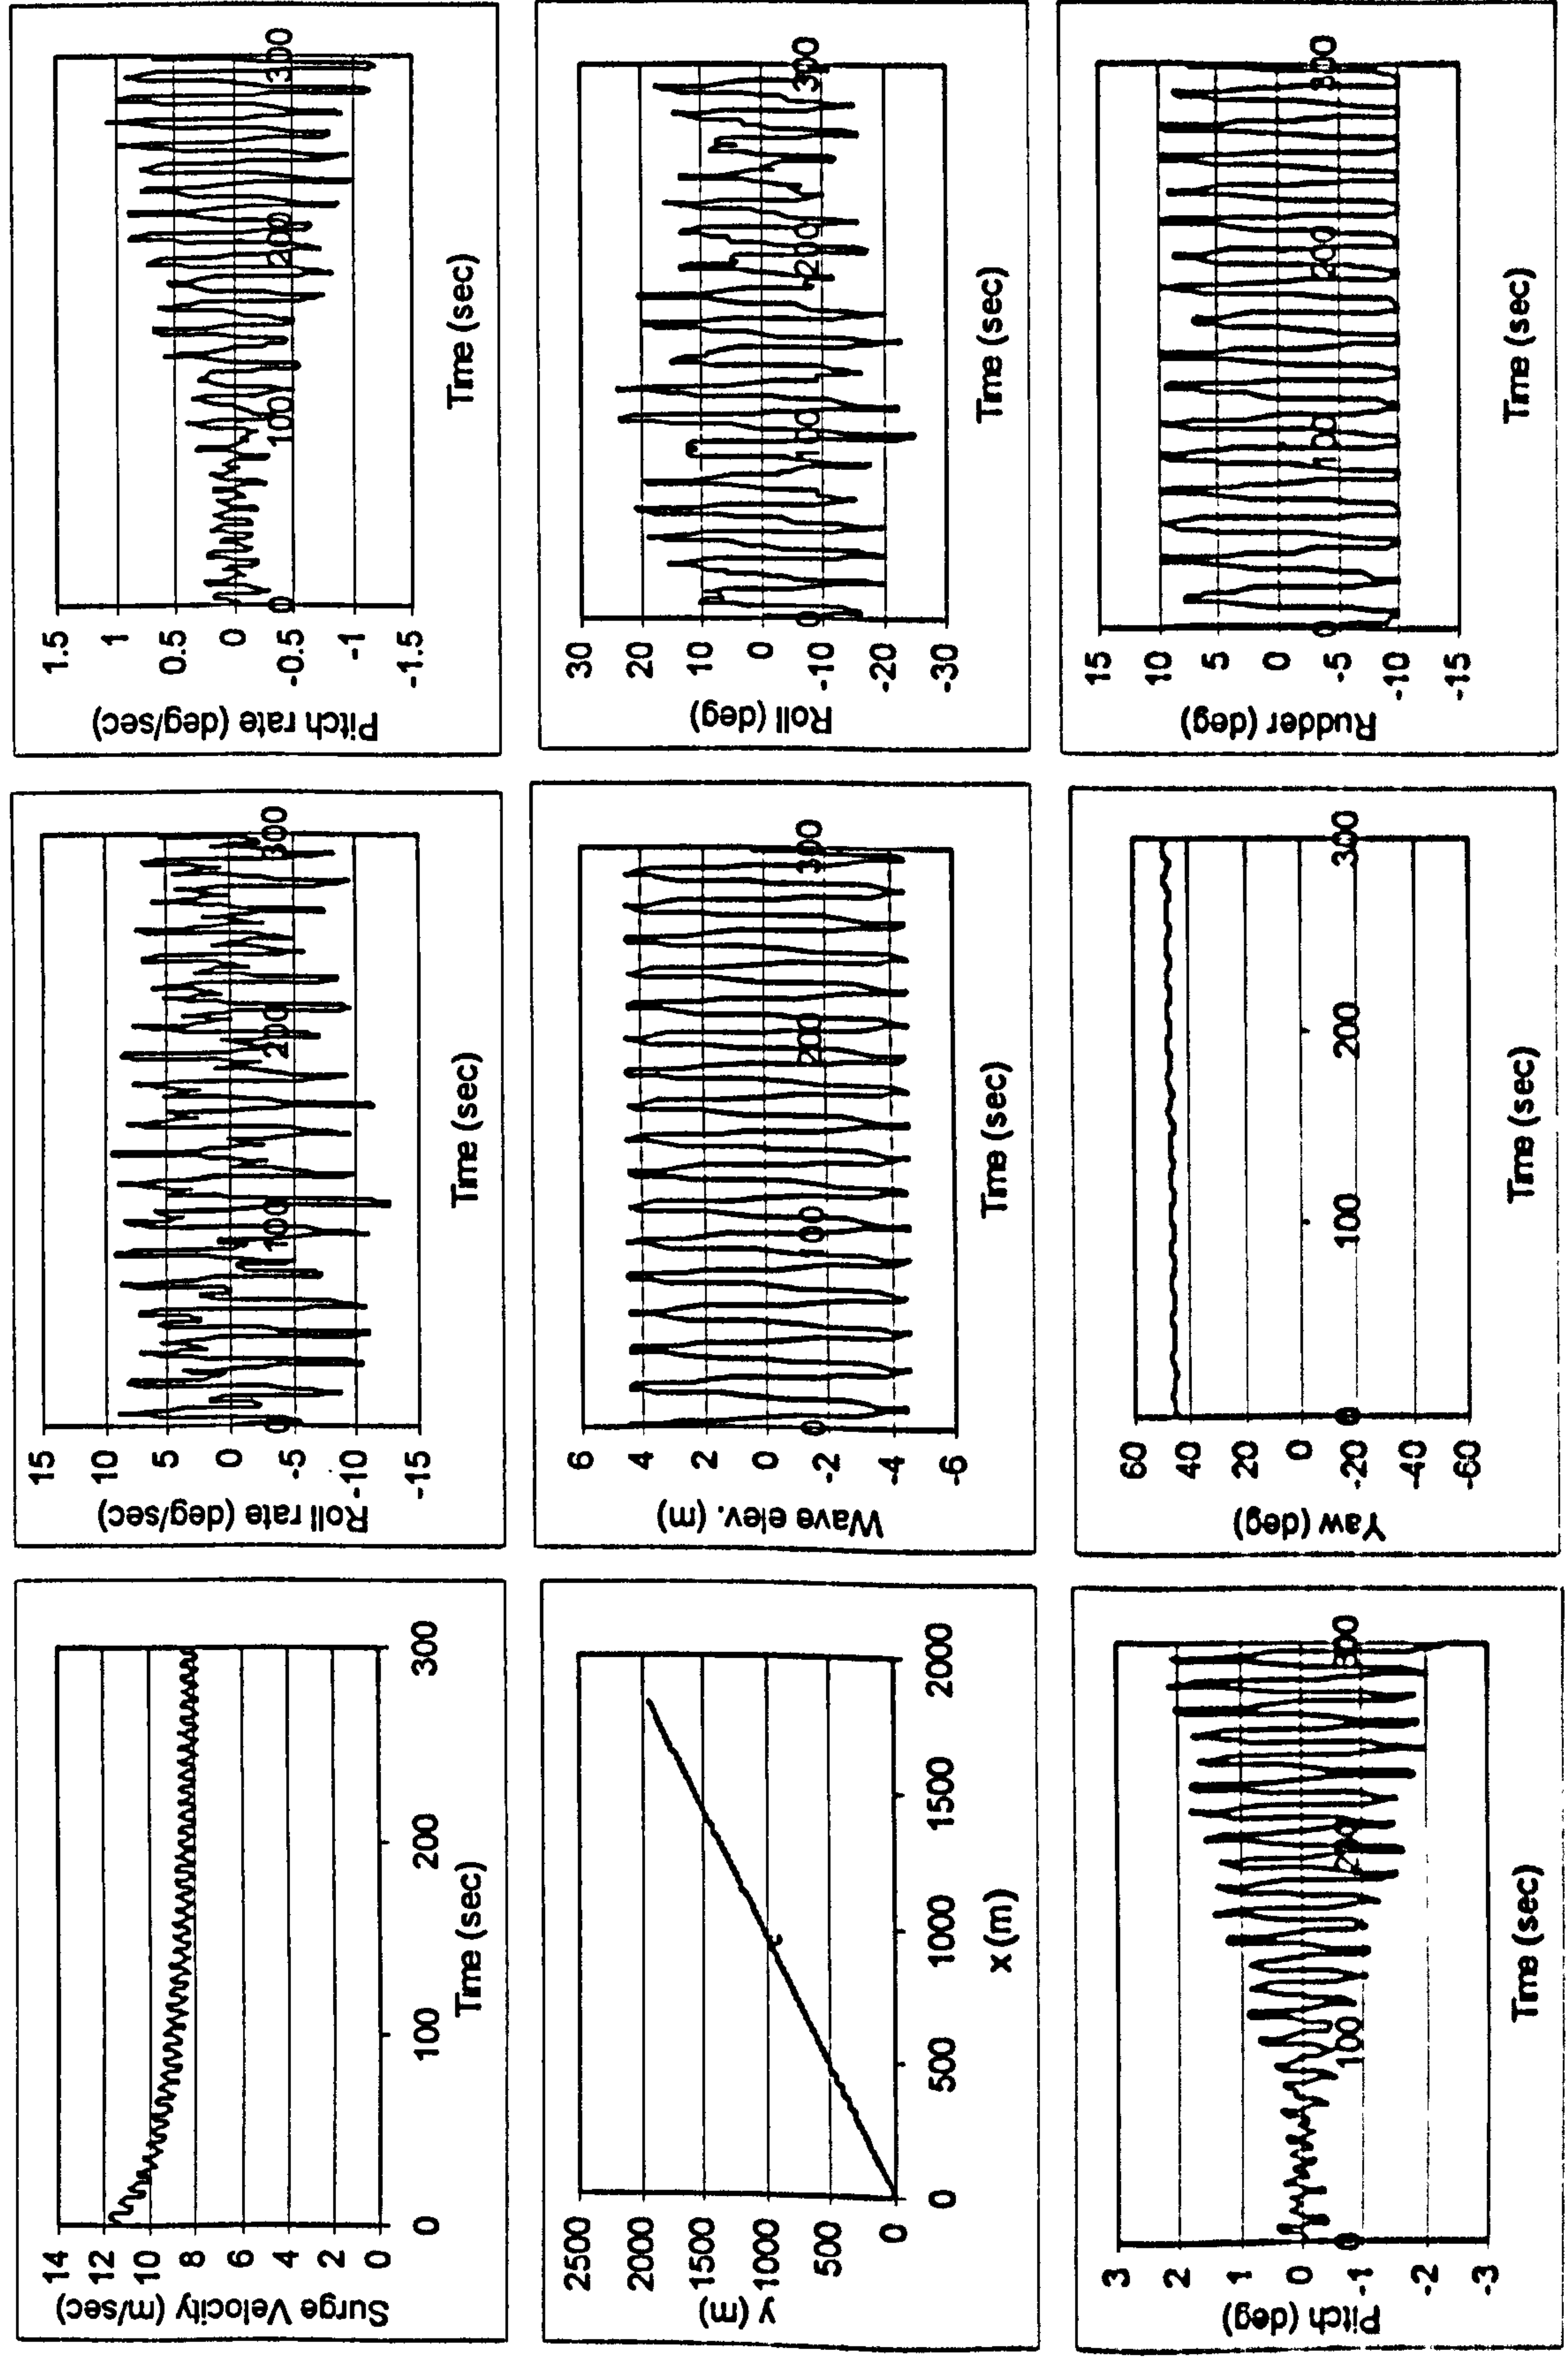 Surge Velocity (m/sec)
14
12
10
8
6
4
2
0
0 100 200 300
Time (sec)
Roll rate (deg/sec)
15
10
5
0
-5
-10
-15
0 100 200 300
Time (sec)
Pitch rate (deg/sec)
1.5
1
0.5
0
-0.5
-1
-1.5
0 100 200 300
Time (sec)
y (m)
2500
2000
1500
1000
500
0
0 500 1000 1500 2000
x (m)
Wave elev. (m)
6
4
2
0
-2
-4
-6
0 100 200 300
Time (sec)
Roll (deg)
30
20
10
0
-10
-20
-30
0 100 200 300
Time (sec)
Pitch (deg)
3
2
1
0
-1
-2
-3
0 100 200 300
Time (sec)
Yaw (deg)
60
40
20
0
-20
-40
-60
0 100 200 300
Time (sec)
Rudder (deg)
15
10
5
0
-5
-10
-15
0 100 200 300
Time (sec)